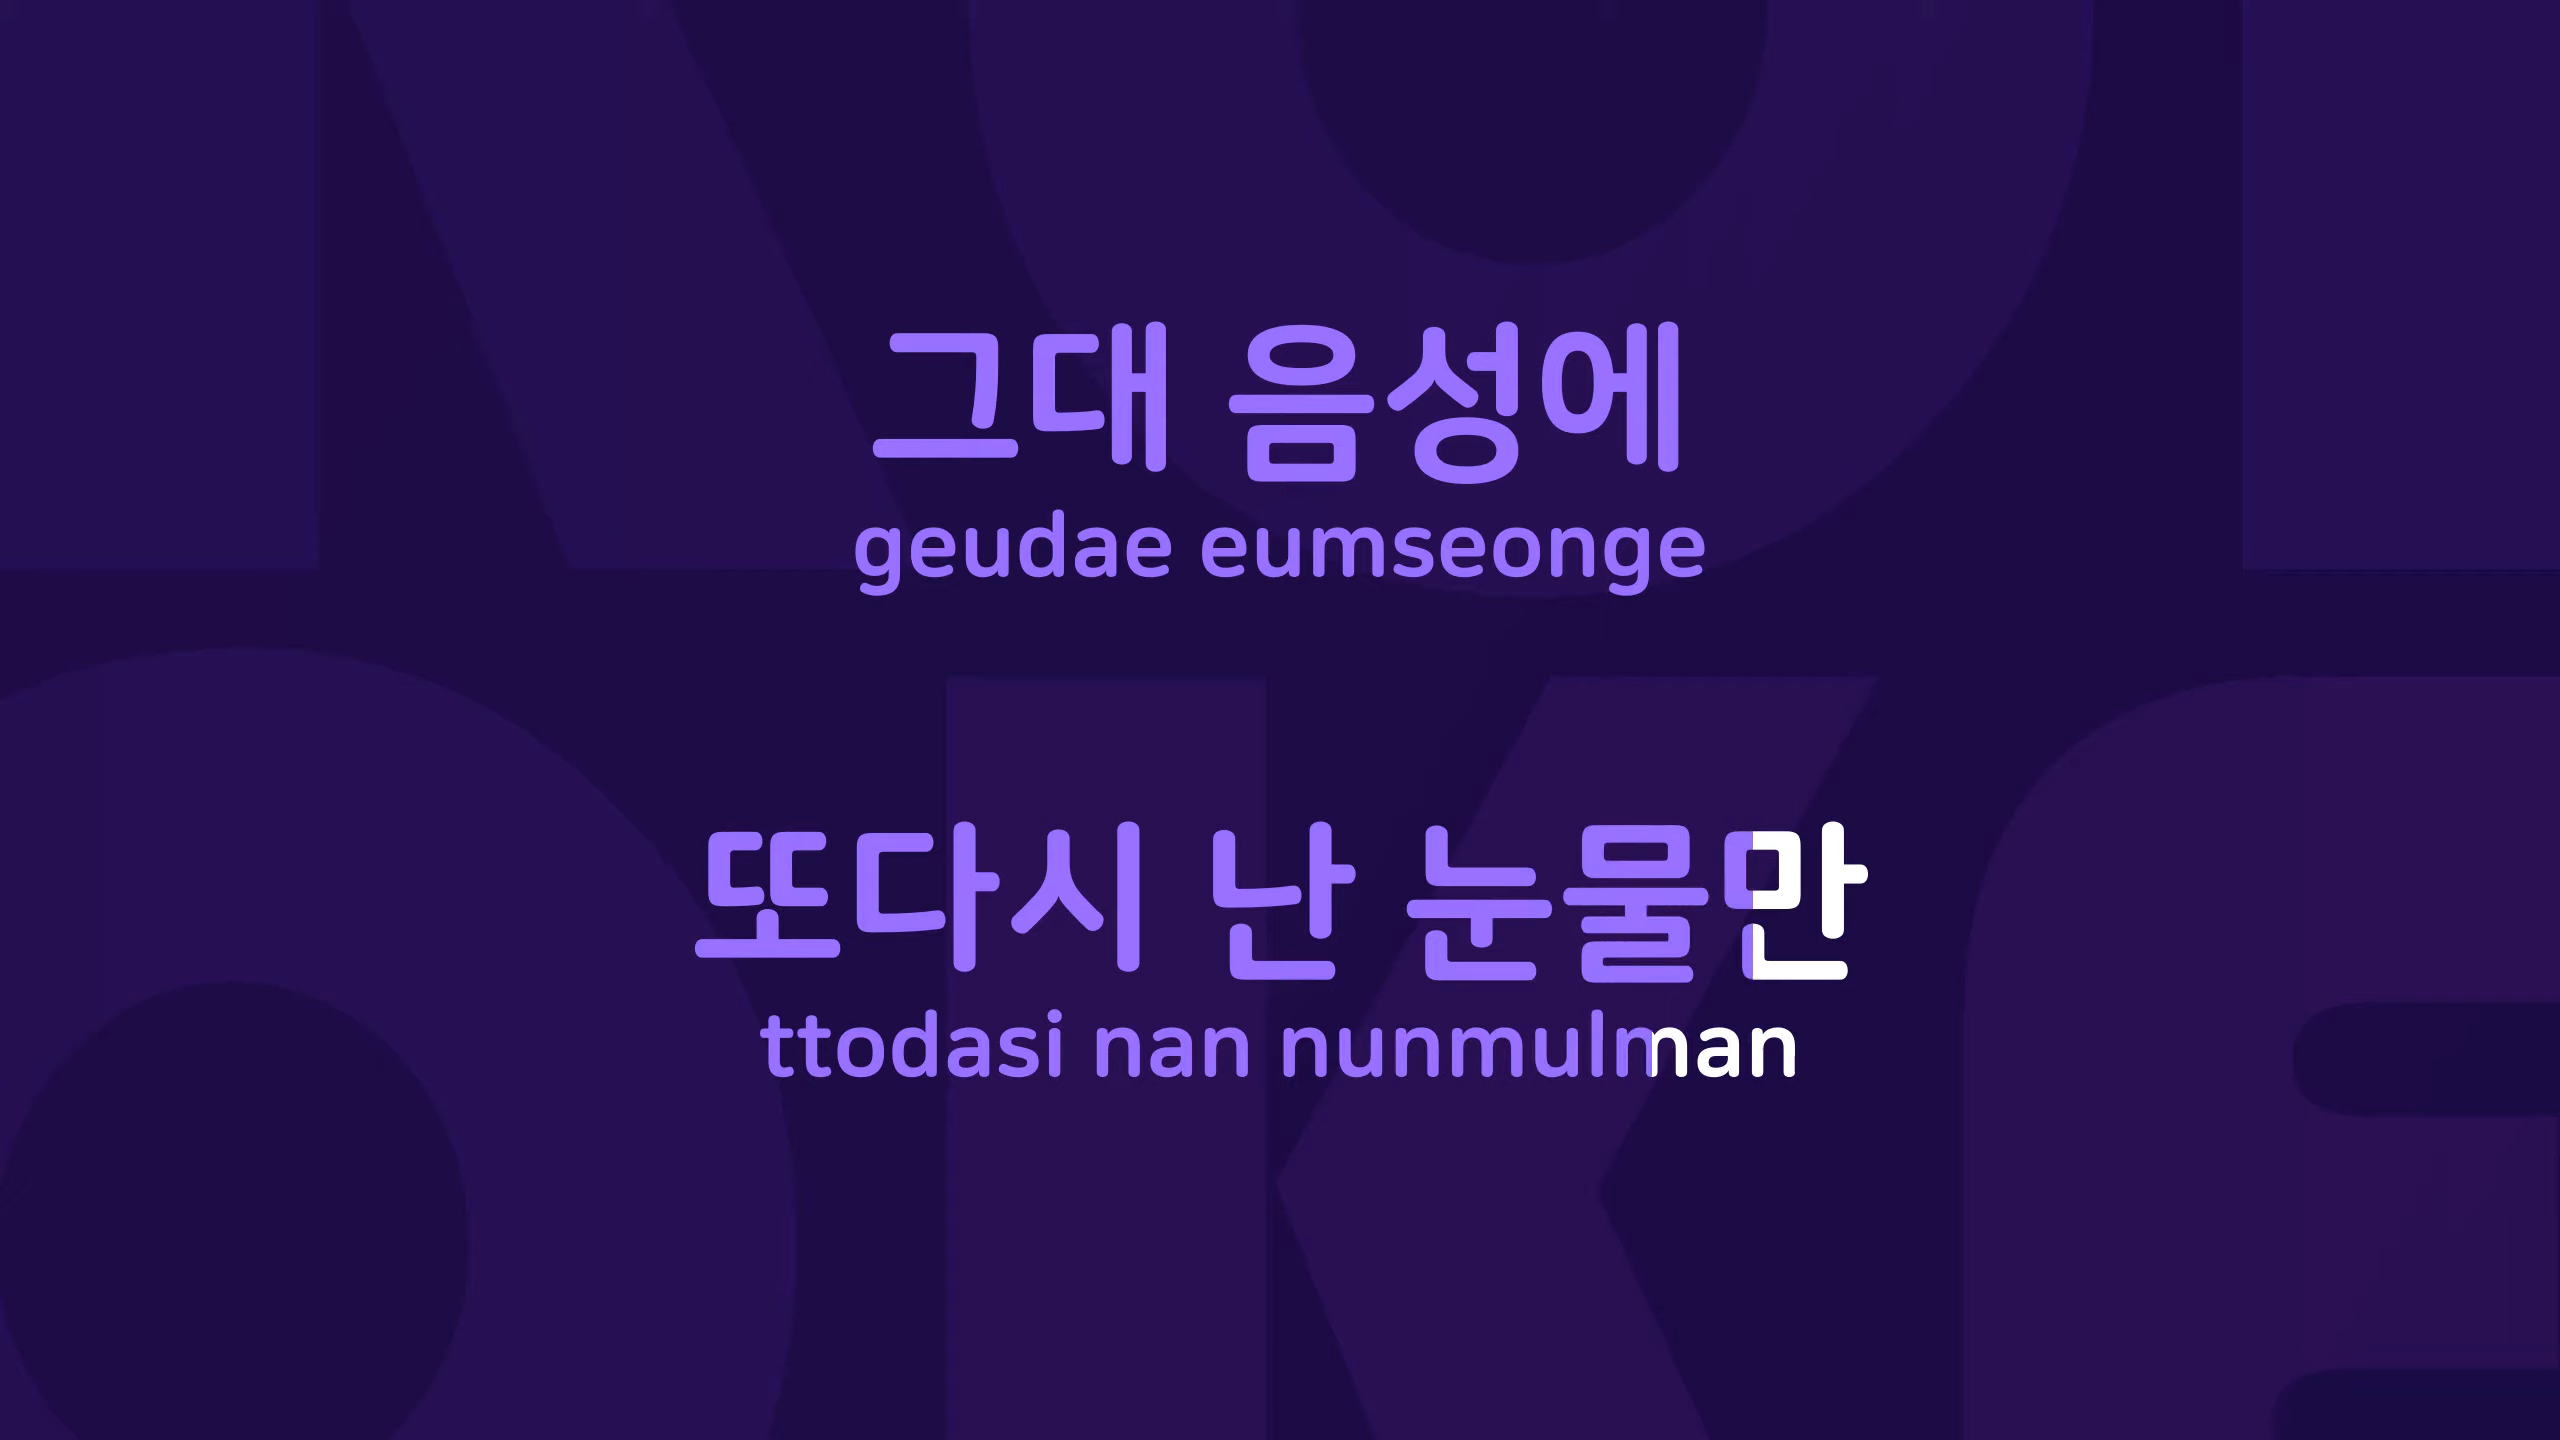 그대 음성에
geudae eumseonge
또다시 난 눈물만
ttodasi nan nunmulman